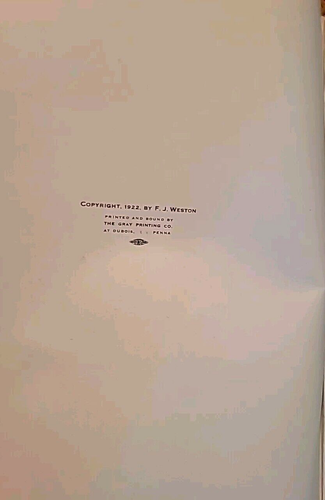 COPYRIGHT, 1922, BY F. J. WESTON
PRINTED AND BOUND BY
THE GRAY PRINTING CO.
AT DUBOIS, : : PENNA.